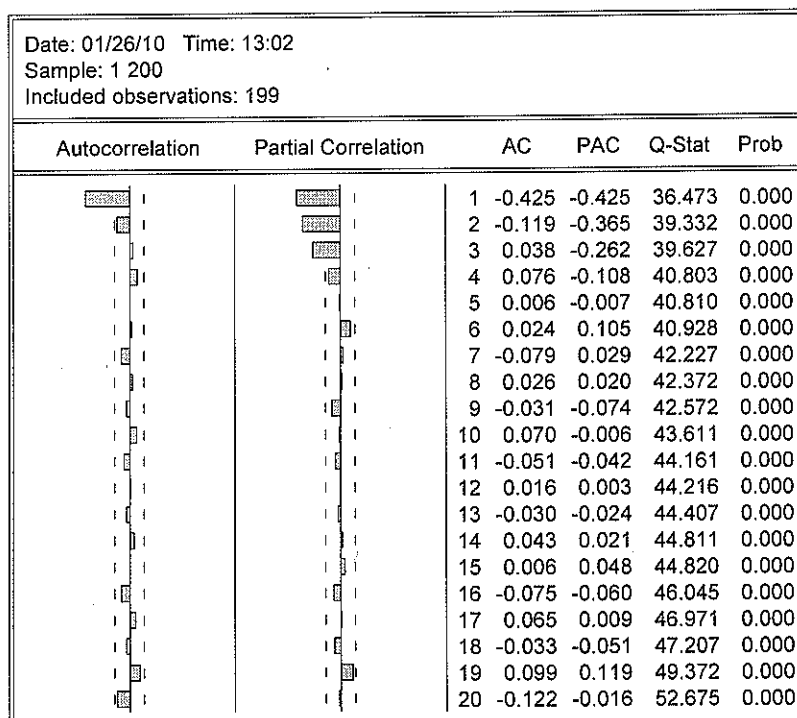 Date: 01/26/10 Time: 13:02
Sample: 1 200
Included observations: 199
Autocorrelation Partial Correlation AC PAC Q-Stat Prob
1 -0.425 -0.425 36.473 0.000
2 -0.119 -0.365 39.332 0.000
3 0.038 -0.262 39.627 0.000
4 0.076 -0.108 40.803 0.000
5 0.006 -0.007 40.810 0.000
6 0.024 0.105 40.928 0.000
7 -0.079 0.029 42.227 0.000
8 0.026 0.020 42.372 0.000
9 -0.031 -0.074 42.572 0.000
10 0.070 -0.006 43.611 0.000
11 -0.051 -0.042 44.161 0.000
12 0.016 0.003 44.216 0.000
13 -0.030 -0.024 44.407 0.000
14 0.043 0.021 44.811 0.000
15 0.006 0.048 44.820 0.000
16 -0.075 -0.060 46.045 0.000
17 0.065 0.009 46.971 0.000
18 -0.033 -0.051 47.207 0.000
19 0.099 0.119 49.372 0.000
20 -0.122 -0.016 52.675 0.000